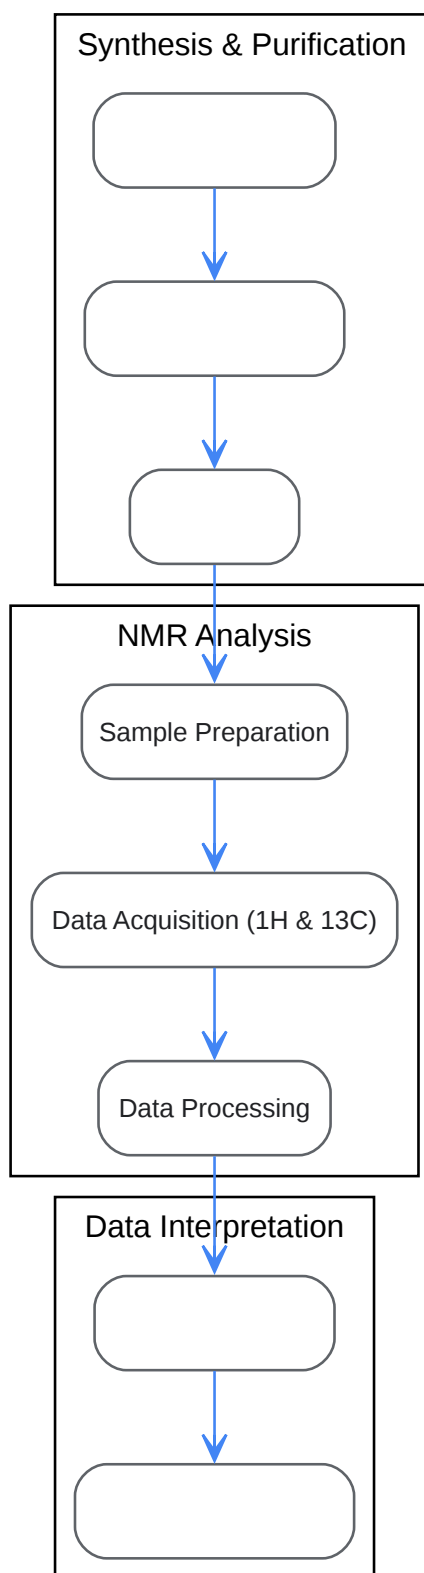 Synthesis & Purification
NMR Analysis
Sample Preparation
Data Acquisition (1H & 13C)
Data Processing
Data Interpretation